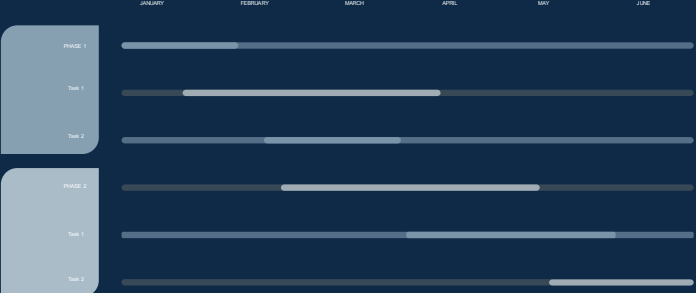 JANUARY FEBRUARY MARCH APRIL MAY JUNE
PHASE 1
Task 1
Task 2
PHASE 2
Task 1
Task 2